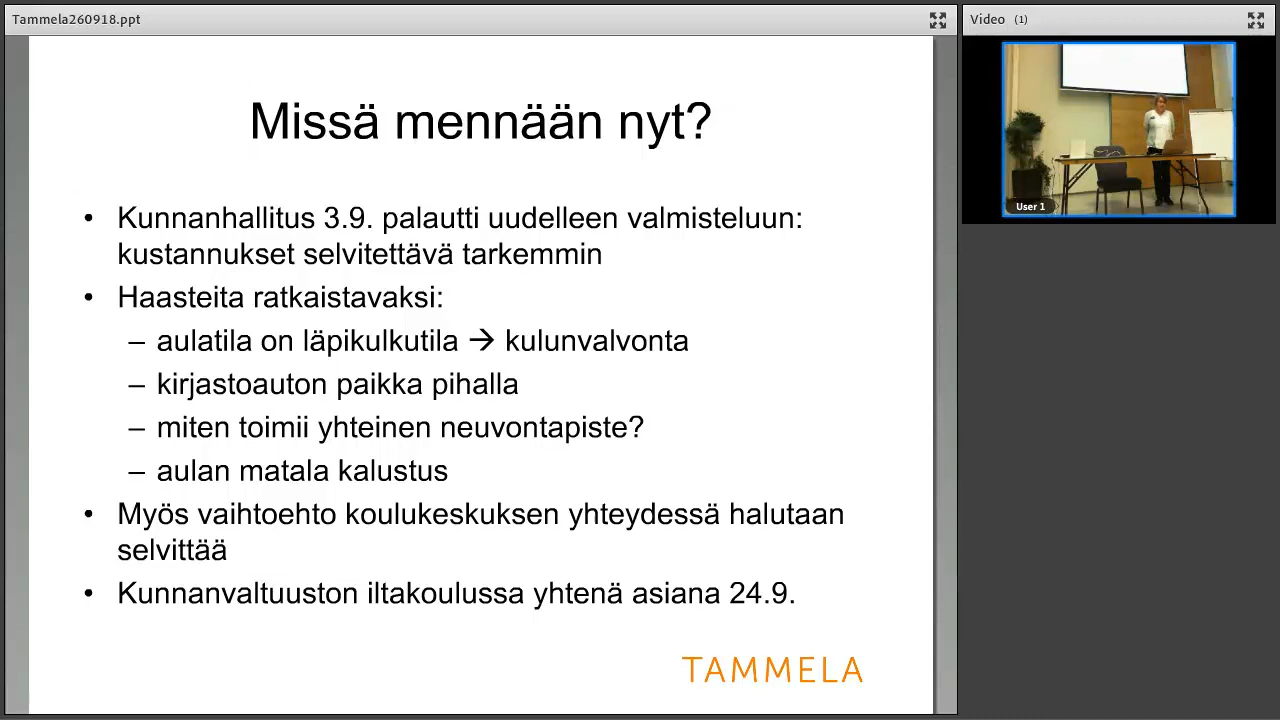 Tammela260918.ppt
Video (1)
Missä mennään nyt?
• Kunnanhallitus 3.9. palautti uudelleen valmisteluun:
kustannukset selvitettävä tarkemmin
• Haasteita ratkaistavaksi:
– aulatila on läpikulkutila → kulunvalvonta
– kirjastoauton paikka pihalla
– miten toimii yhteinen neuvontapiste?
– aulan matala kalustus
• Myös vaihtoehto koulukeskuksen yhteydessä halutaan
selvittää
• Kunnanvaltuuston iltakoulussa yhtenä asiana 24.9.
TAMMELA
User 1